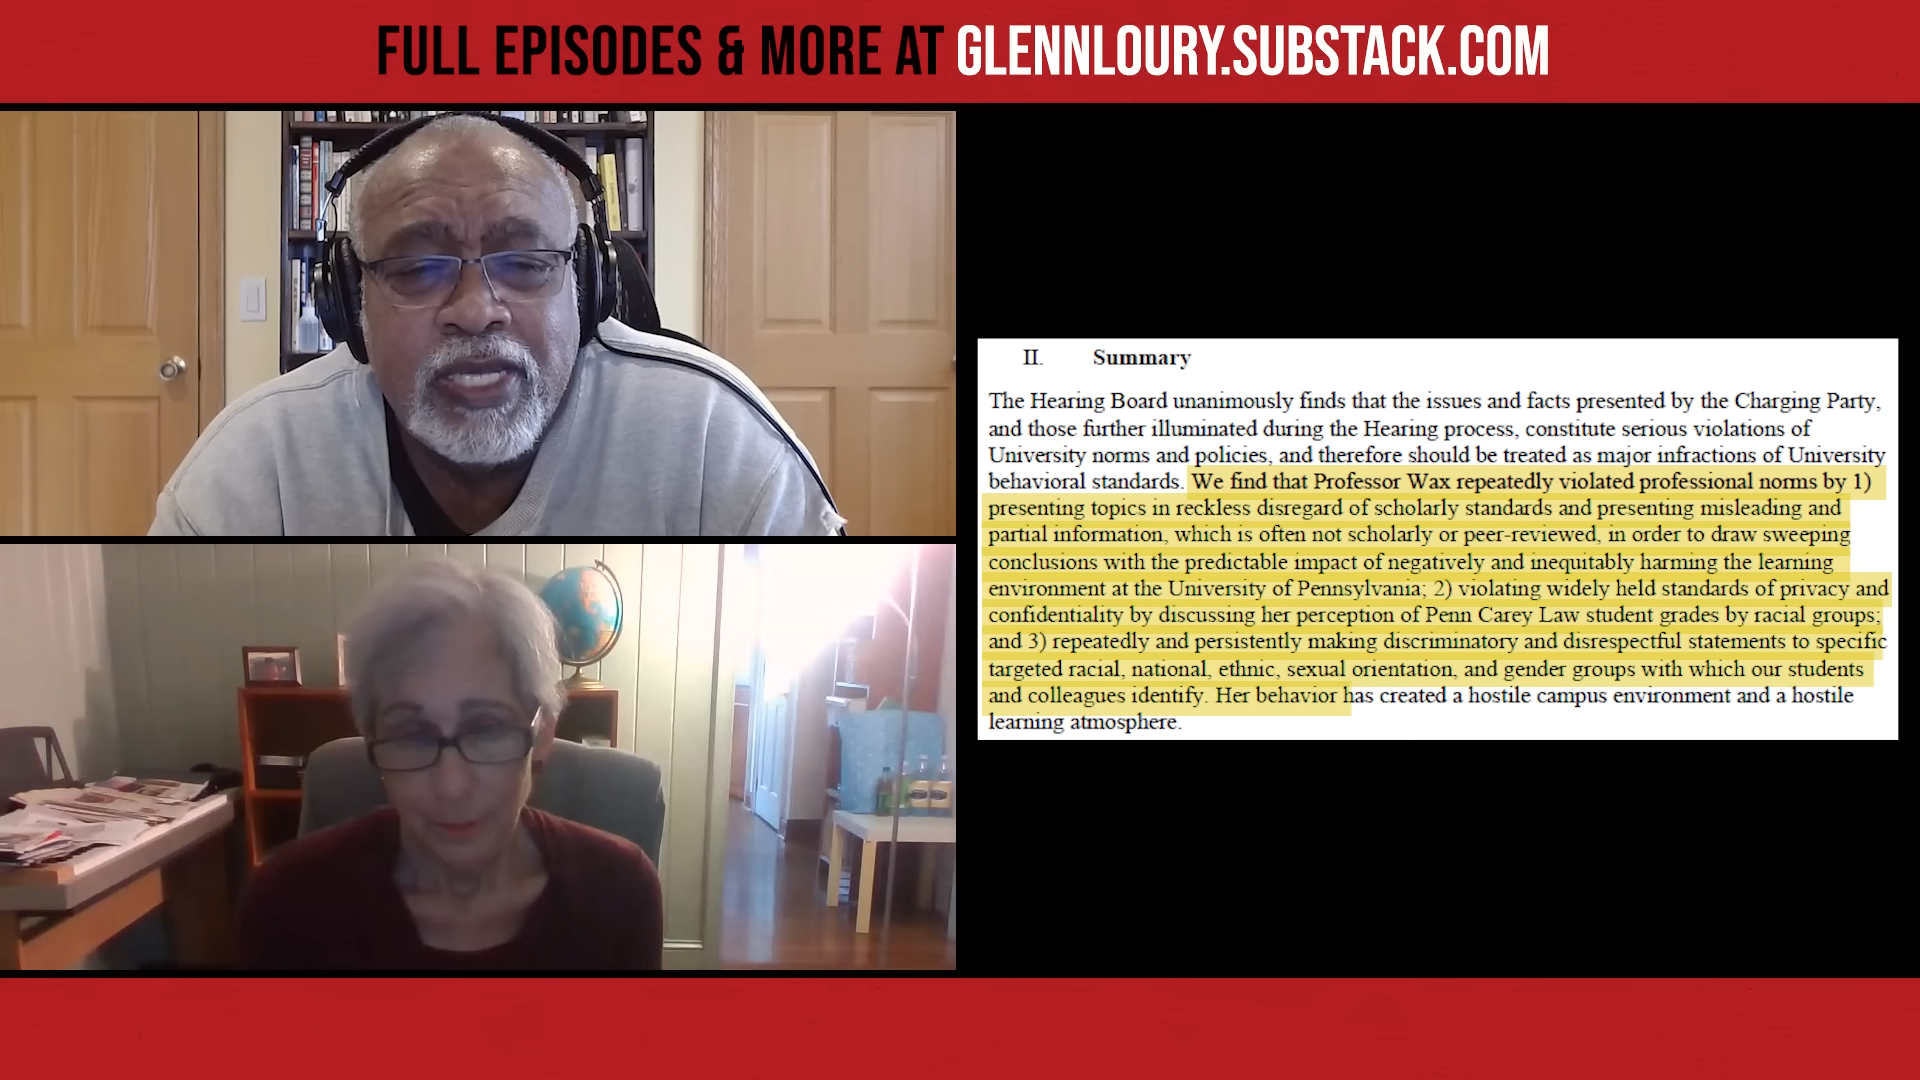 FULL EPISODES & MORE AT GLENNLOURY.SUBSTACK.COM
II. Summary
The Hearing Board unanimously finds that the issues and facts presented by the Charging Party,
and those further illuminated during the Hearing process, constitute serious violations of
University norms and policies, and therefore should be treated as major infractions of University
behavioral standards. We find that Professor Wax repeatedly violated professional norms by 1)
presenting topics in reckless disregard of scholarly standards and presenting misleading and
partial information, which is often not scholarly or peer-reviewed, in order to draw sweeping
conclusions with the predictable impact of negatively and inequitably harming the learning
environment at the University of Pennsylvania; 2) violating widely held standards of privacy and
confidentiality by discussing her perception of Penn Carey Law student grades by racial groups;
and 3) repeatedly and persistently making discriminatory and disrespectful statements to specific
targeted racial, national, ethnic, sexual orientation, and gender groups with which our students
and colleagues identify. Her behavior has created a hostile campus environment and a hostile
learning atmosphere.